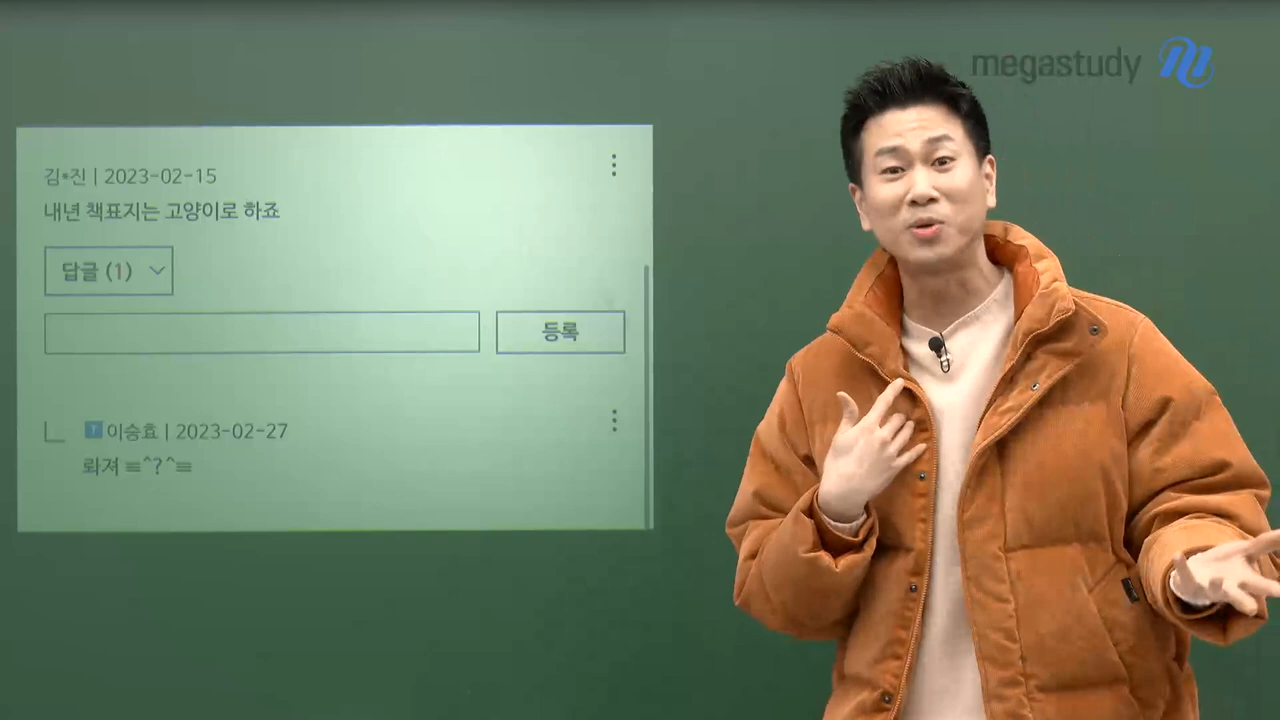 megastudy
김*진 | 2023-02-15
내년 책표지는 고양이로 하죠
답글 (1)
등록
T 이승효 | 2023-02-27
롸져 ≡^?^≡